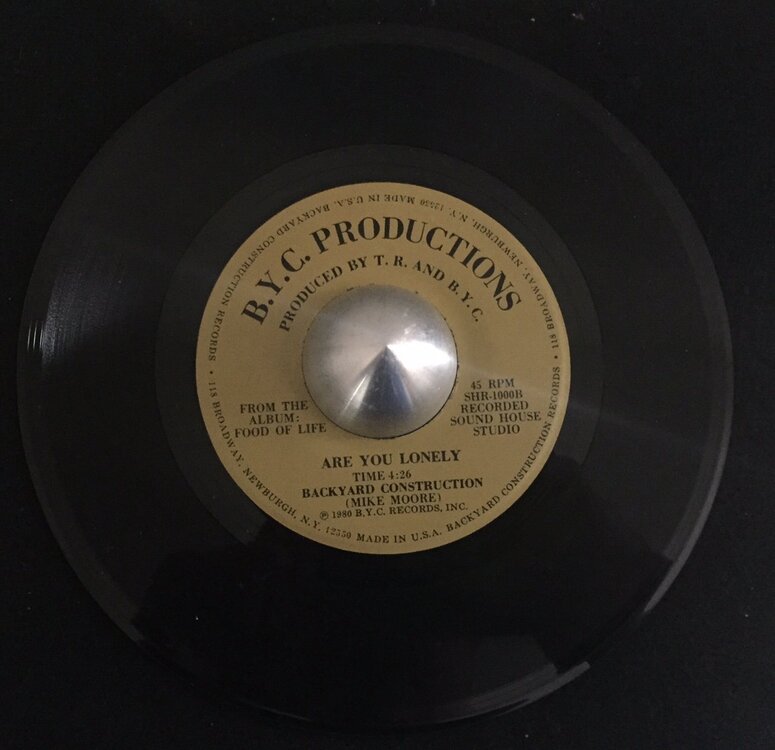 B.Y.C. PRODUCTIONS
PRODUCED BY T. R. AND B.Y.C.
FROM THE
ALBUM:
FOOD OF LIFE
45 RPM
SHR-1000B
RECORDED
SOUND HOUSE
STUDIO
ARE YOU LONELY
TIME 4:26
BACKYARD CONSTRUCTION
(MIKE MOORE)
℗ 1980 B.Y.C. RECORDS, INC.
• 118 BROADWAY, NEWBURGH, N.Y. 12550 MADE IN U.S.A. BACKYARD CONSTRUCTION RECORDS • 118 BROADWAY, NEWBURGH, N.Y. 12550 MADE IN U.S.A. BACKYARD CONSTRUCTION RECORDS